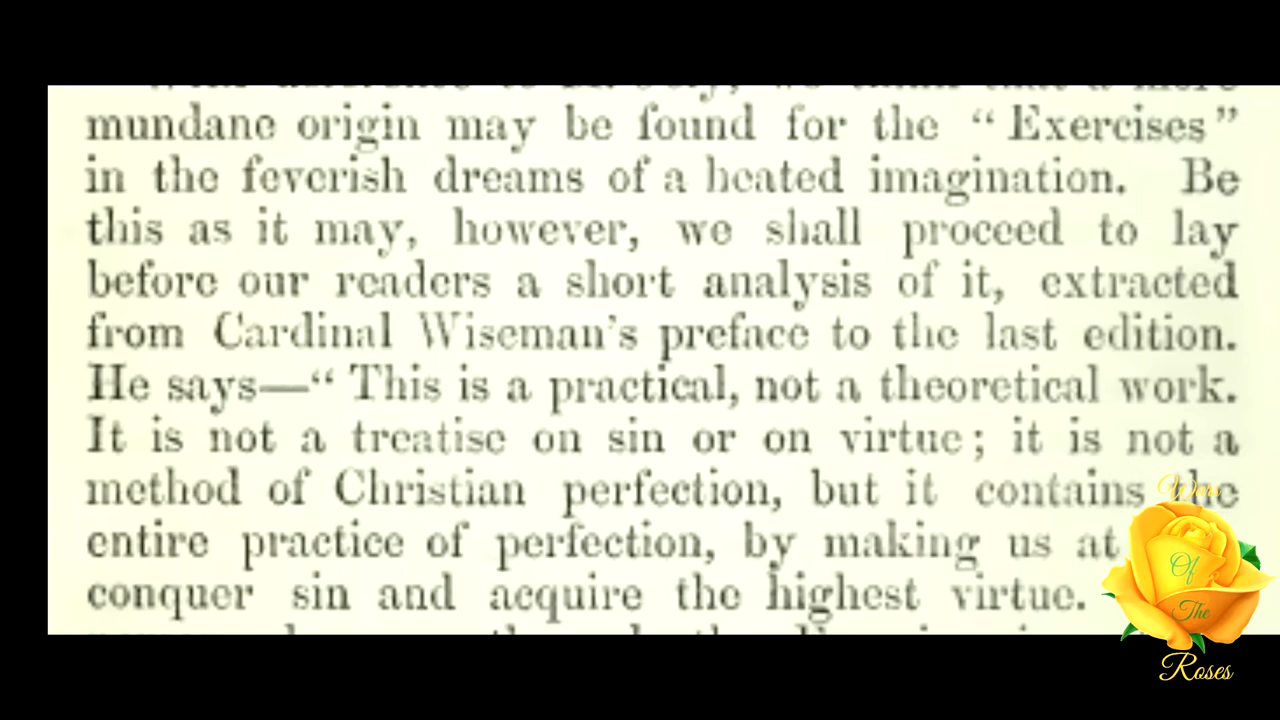 mundane origin may be found for the “ Exercises ”
in the feverish dreams of a heated imagination. Be
this as it may, however, we shall proceed to lay
before our readers a short analysis of it, extracted
from Cardinal Wiseman's preface to the last edition.
He says—“ This is a practical, not a theoretical work.
It is not a treatise on sin or on virtue; it is not a
method of Christian perfection, but it contains the
entire practice of perfection, by making us at
conquer sin and acquire the highest virtue.
Wars
Of
The
Roses